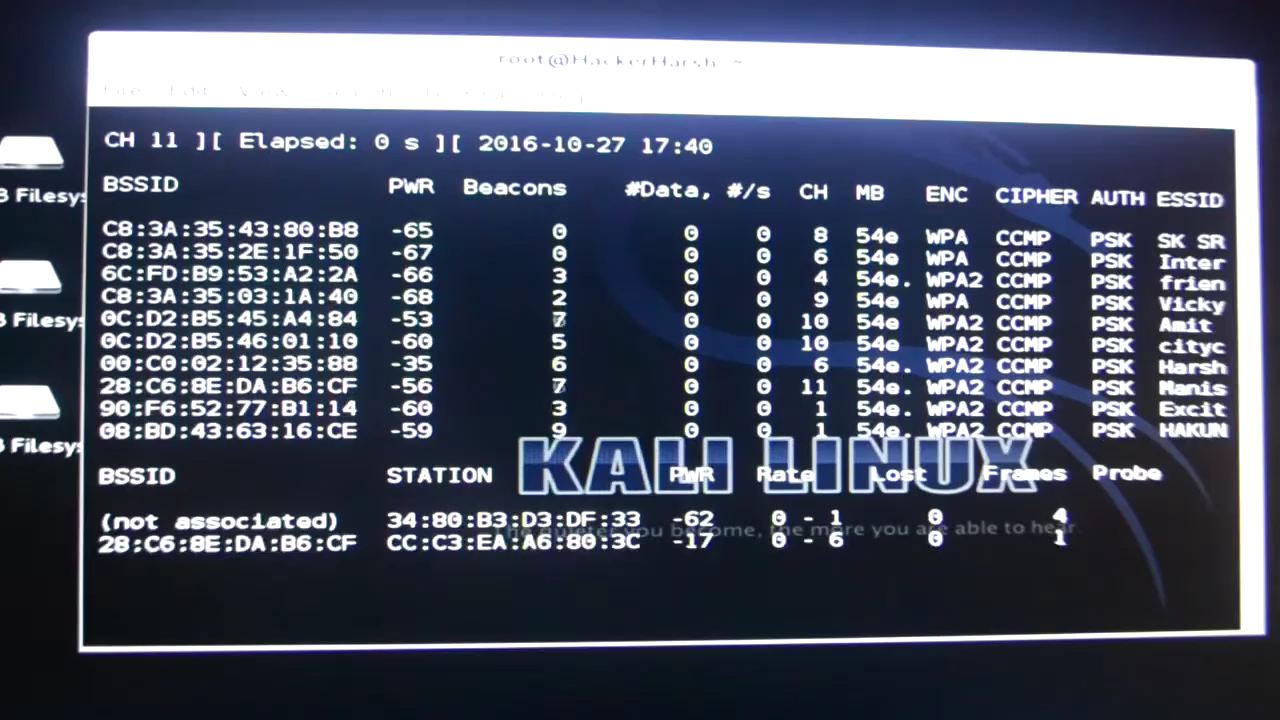 root@HackerHarsh: ~
File Edit View
CH 11 ][ Elapsed: 0 s ][ 2016-10-27 17:40
BSSID PWR Beacons #Data, #/s CH MB ENC CIPHER AUTH ESSID
C8:3A:35:43:80:B8 -65 0 0 0 8 54e WPA CCMP PSK SK SR
C8:3A:35:2E:1F:50 -67 0 0 0 6 54e WPA CCMP PSK Inter
6C:FD:B9:53:A2:2A -66 3 0 0 4 54e. WPA2 CCMP PSK frien
C8:3A:35:03:1A:40 -68 2 0 0 9 54e WPA CCMP PSK Vicky
0C:D2:B5:45:A4:84 -53 7 0 0 10 54e WPA2 CCMP PSK Amit
0C:D2:B5:46:01:10 -60 5 0 0 10 54e WPA2 CCMP PSK cityc
00:C0:02:12:35:88 -35 6 0 0 6 54e. WPA2 CCMP PSK Harsh
28:C6:8E:DA:B6:CF -56 7 0 0 11 54e. WPA2 CCMP PSK Manis
90:F6:52:77:B1:14 -60 3 0 0 1 54e. WPA2 CCMP PSK Excit
08:BD:43:63:16:CE -59 9 0 0 1 54e. WPA2 CCMP PSK HAKUN
KALI LINUX
BSSID STATION PWR Rate Lost Frames Probe
(not associated) 34:80:B3:D3:DF:33 -62 0 - 1 0 4
the quieter you become, the more you are able to hear.
28:C6:8E:DA:B6:CF CC:C3:EA:A6:80:3C -17 0 - 6 0 1
B Filesys
B Filesys
B Filesys